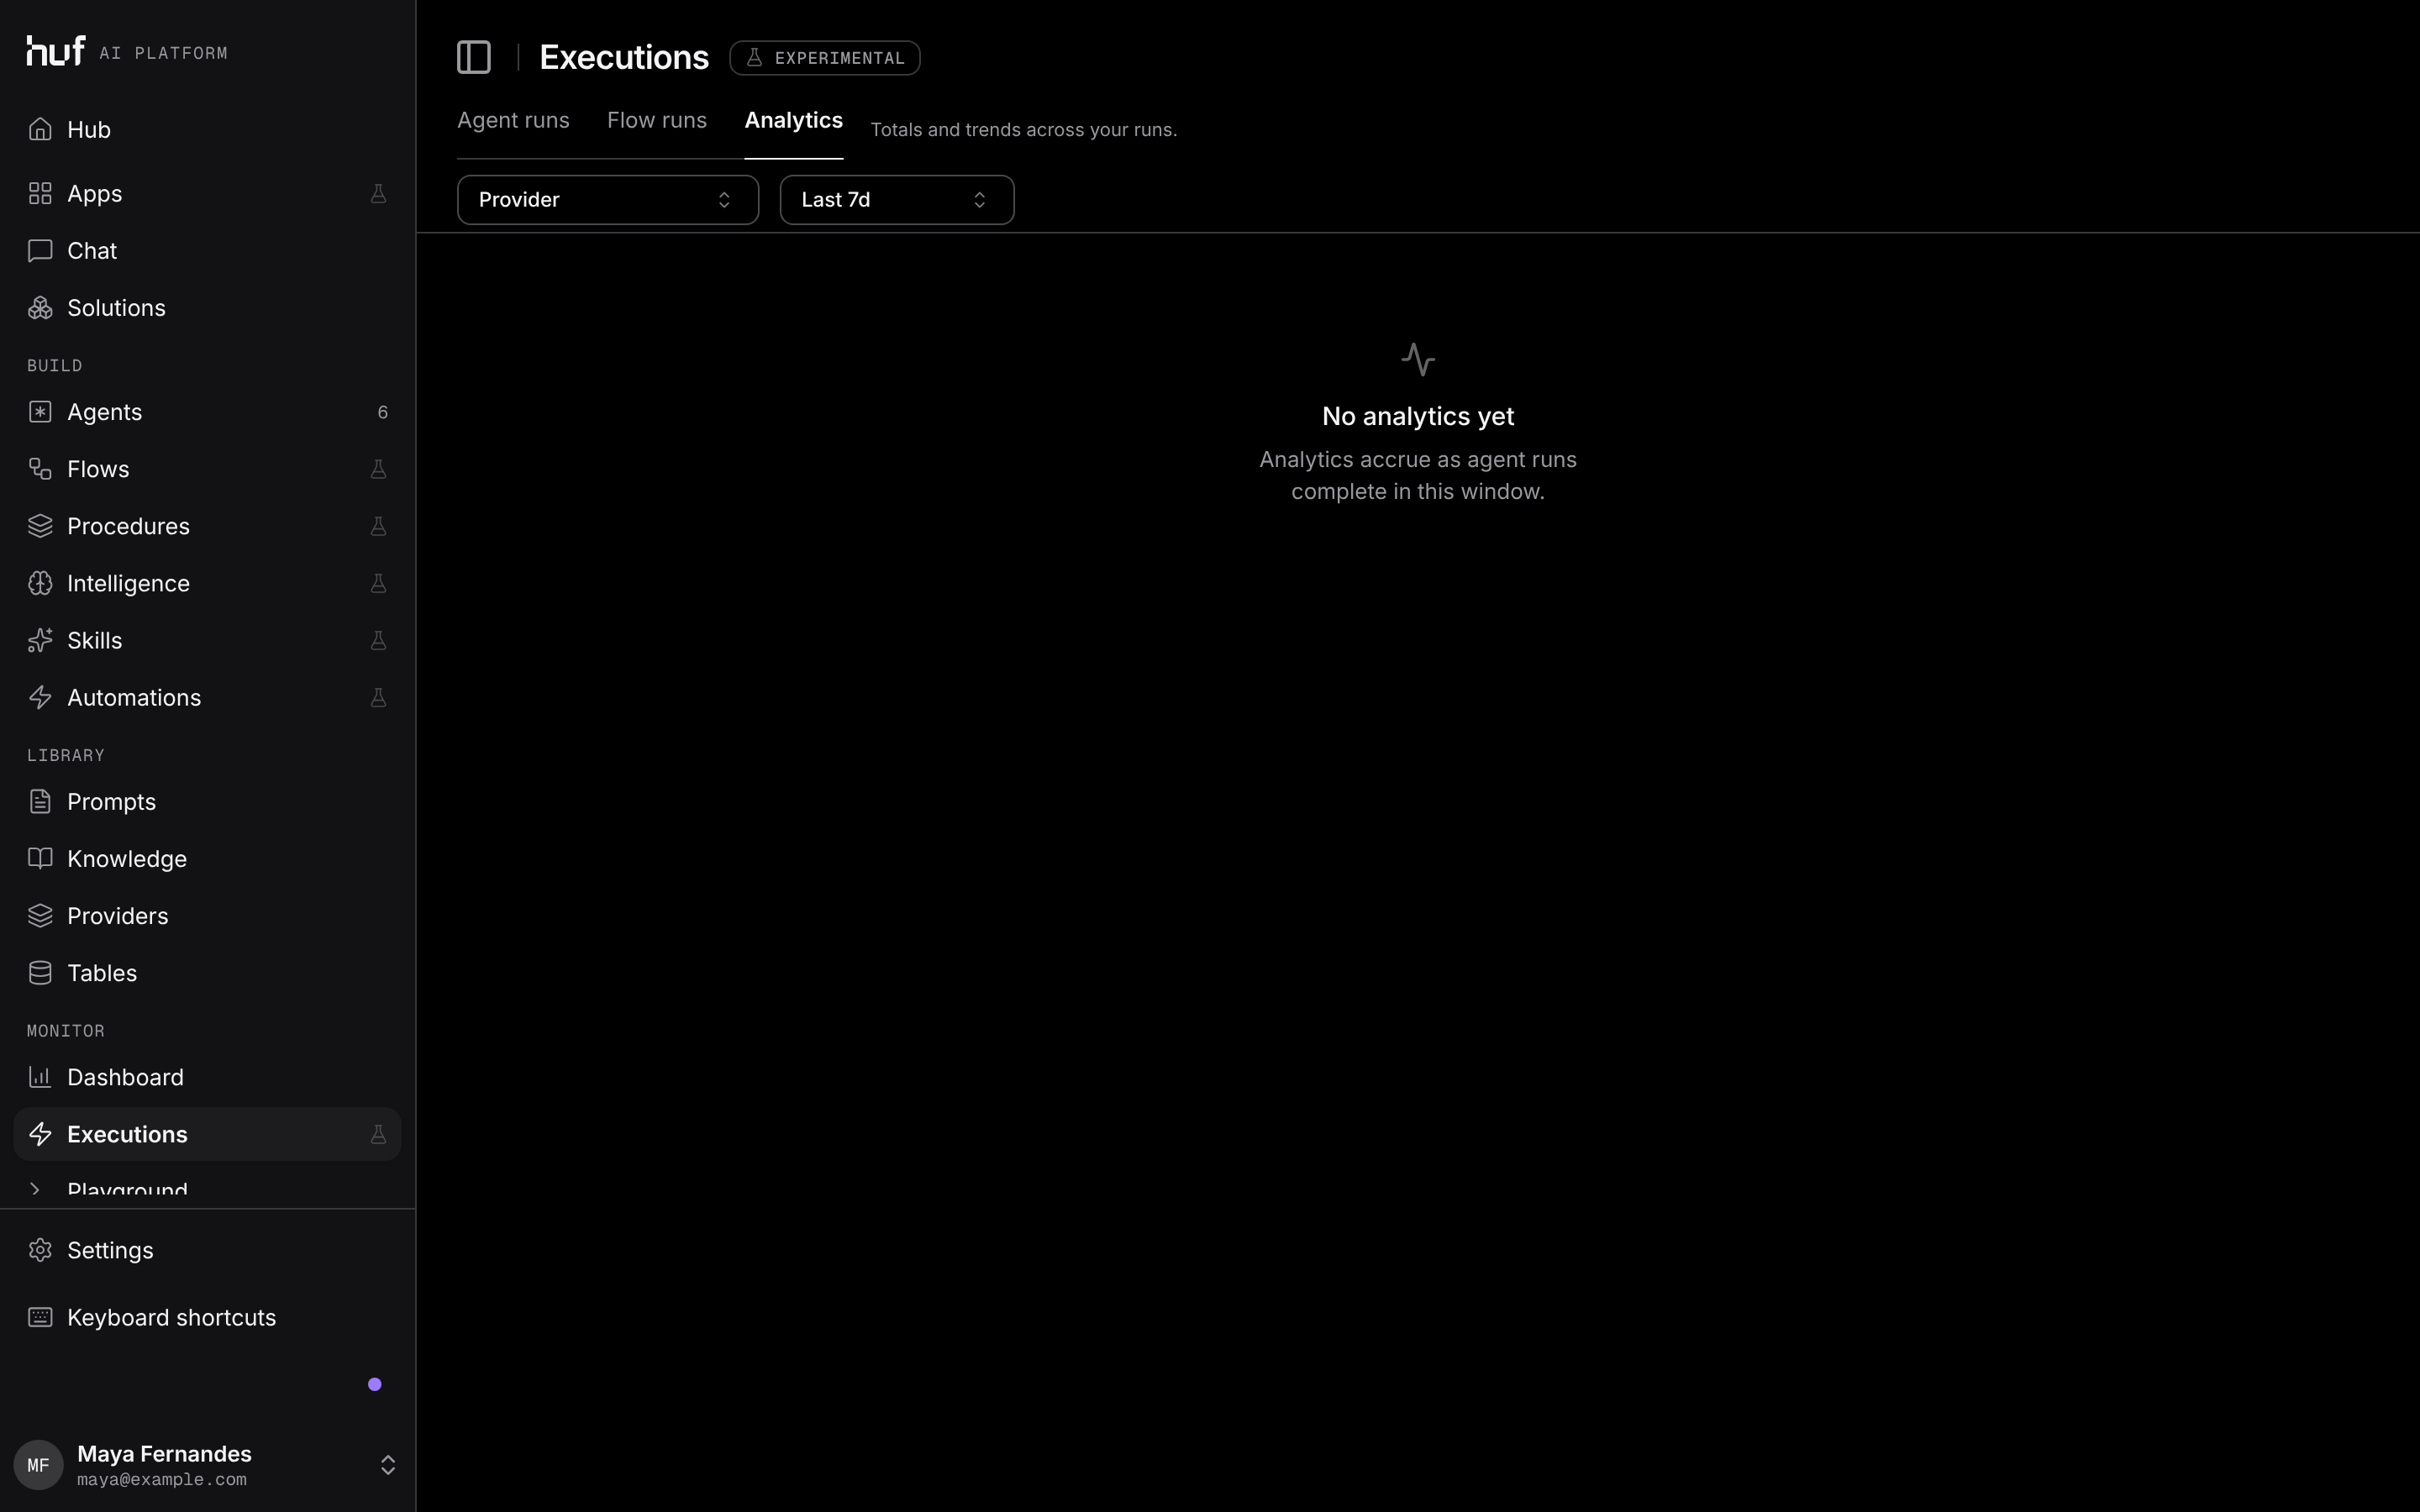 huf AI PLATFORM
Hub
Apps
Chat
Solutions
BUILD
Agents 6
Flows
Procedures
Intelligence
Skills
Automations
LIBRARY
Prompts
Knowledge
Providers
Tables
MONITOR
Dashboard
Executions
Playground
Settings
Keyboard shortcuts
MF
Maya Fernandes
maya@example.com
Executions EXPERIMENTAL
Agent runs Flow runs Analytics Totals and trends across your runs.
Provider Last 7d
No analytics yet
Analytics accrue as agent runs
complete in this window.